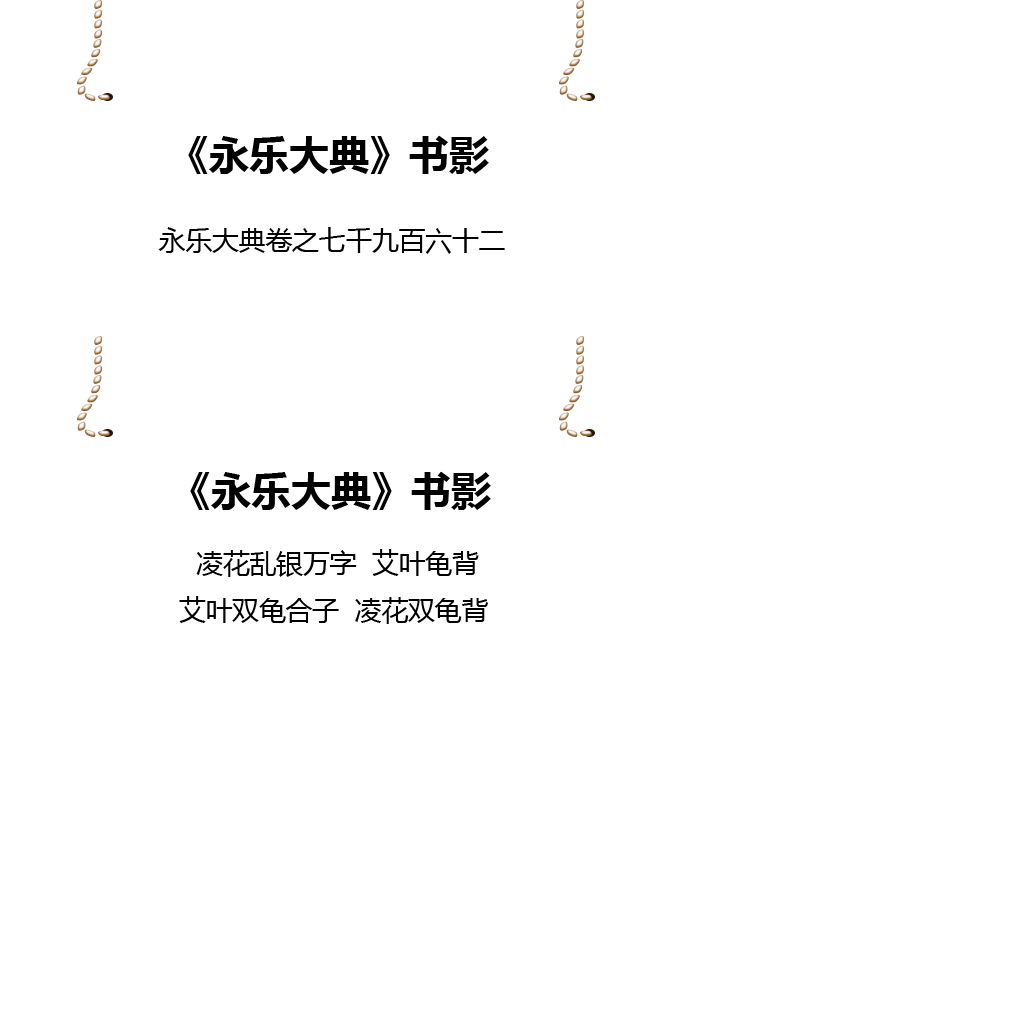 《永乐大典》书影
永乐大典卷之七千九百六十二
《永乐大典》书影
凌花乱银万字 艾叶龟背
艾叶双龟合子 凌花双龟背